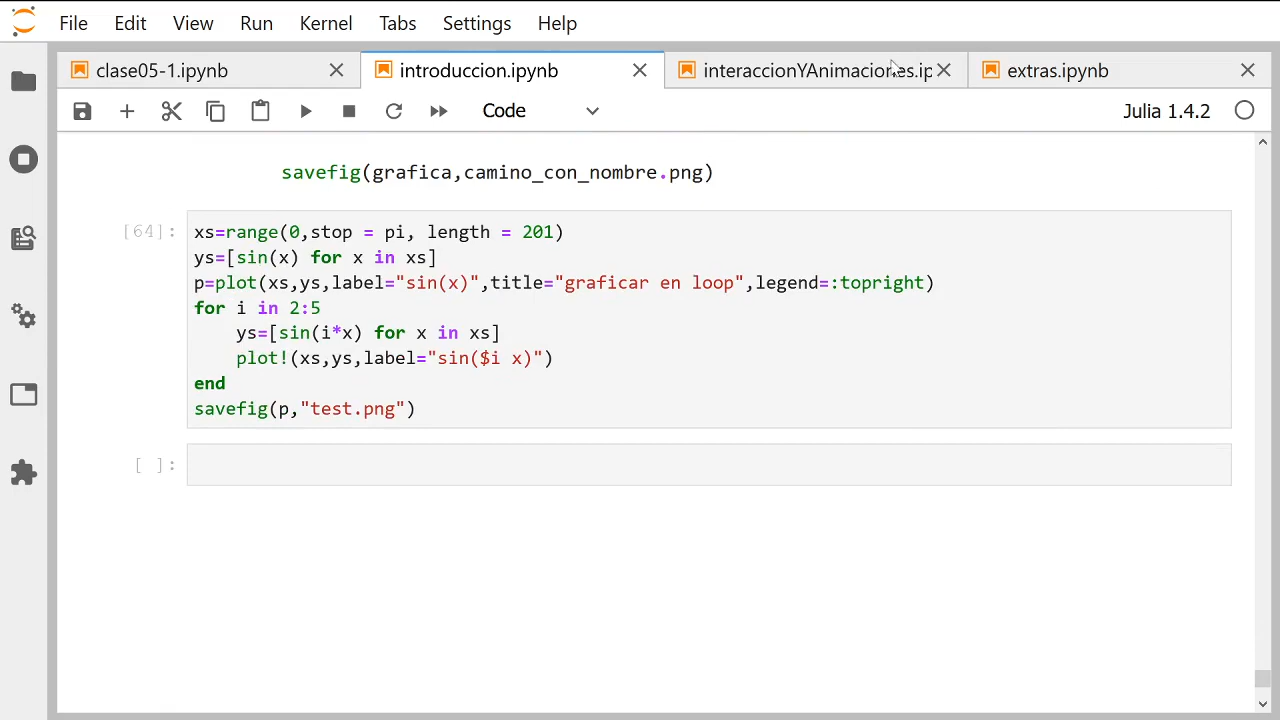 File Edit View Run Kernel Tabs Settings Help
clase05-1.ipynb introduccion.ipynb interaccionYAnimaciones.ip extras.ipynb
Code Julia 1.4.2
savefig(grafica,camino_con_nombre.png)
[64]: xs=range(0,stop = pi, length = 201)
ys=[sin(x) for x in xs]
p=plot(xs,ys,label="sin(x)",title="graficar en loop",legend=:topright)
for i in 2:5
    ys=[sin(i*x) for x in xs]
    plot!(xs,ys,label="sin($i x)")
end
savefig(p,"test.png")
[ ]: